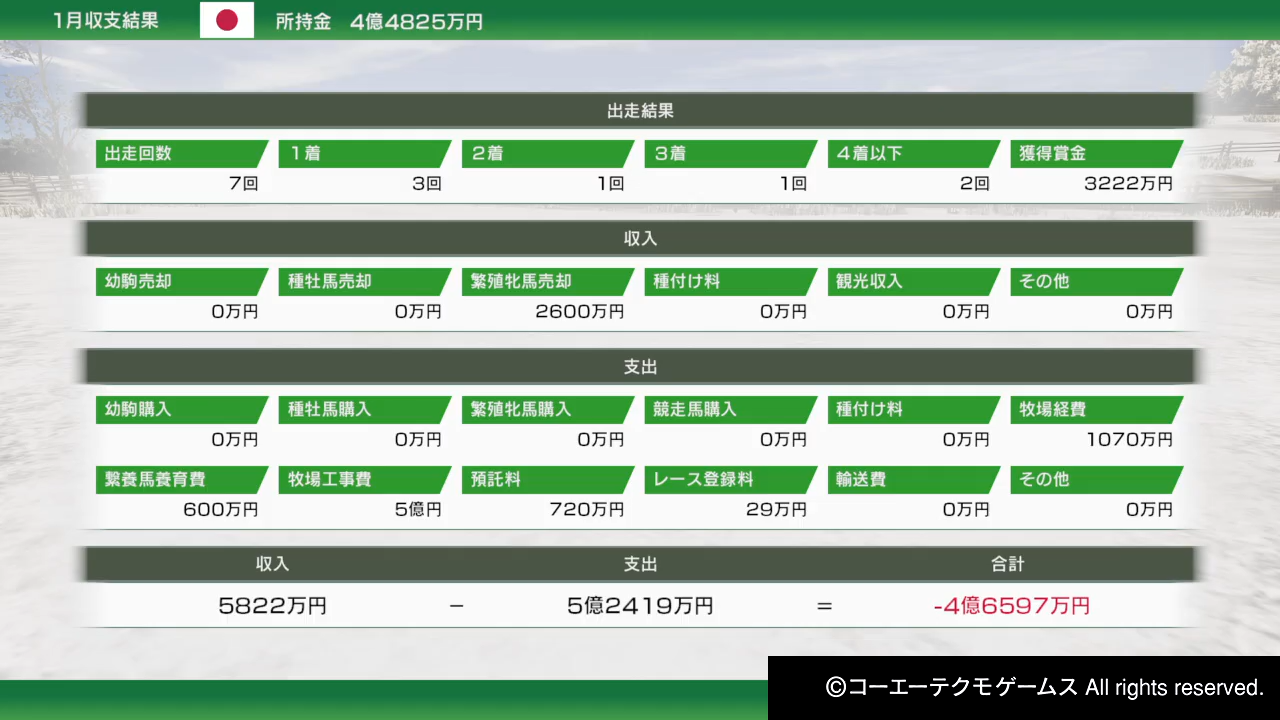 1月収支結果 所持金 4億4825万円
出走結果
出走回数 1着 2着 3着 4着以下 獲得賞金
7回 3回 1回 1回 2回 3222万円
収入
幼駒売却 種牡馬売却 繁殖牝馬売却 種付け料 観光収入 その他
0万円 0万円 2600万円 0万円 0万円 0万円
支出
幼駒購入 種牡馬購入 繁殖牝馬購入 競走馬購入 種付け料 牧場経費
0万円 0万円 0万円 0万円 0万円 1070万円
繋養馬養育費 牧場工事費 預託料 レース登録料 輸送費 その他
600万円 5億円 720万円 29万円 0万円 0万円
収入 支出 合計
5822万円 − 5億2419万円 = -4億6597万円
©コーエーテクモゲームス All rights reserved.